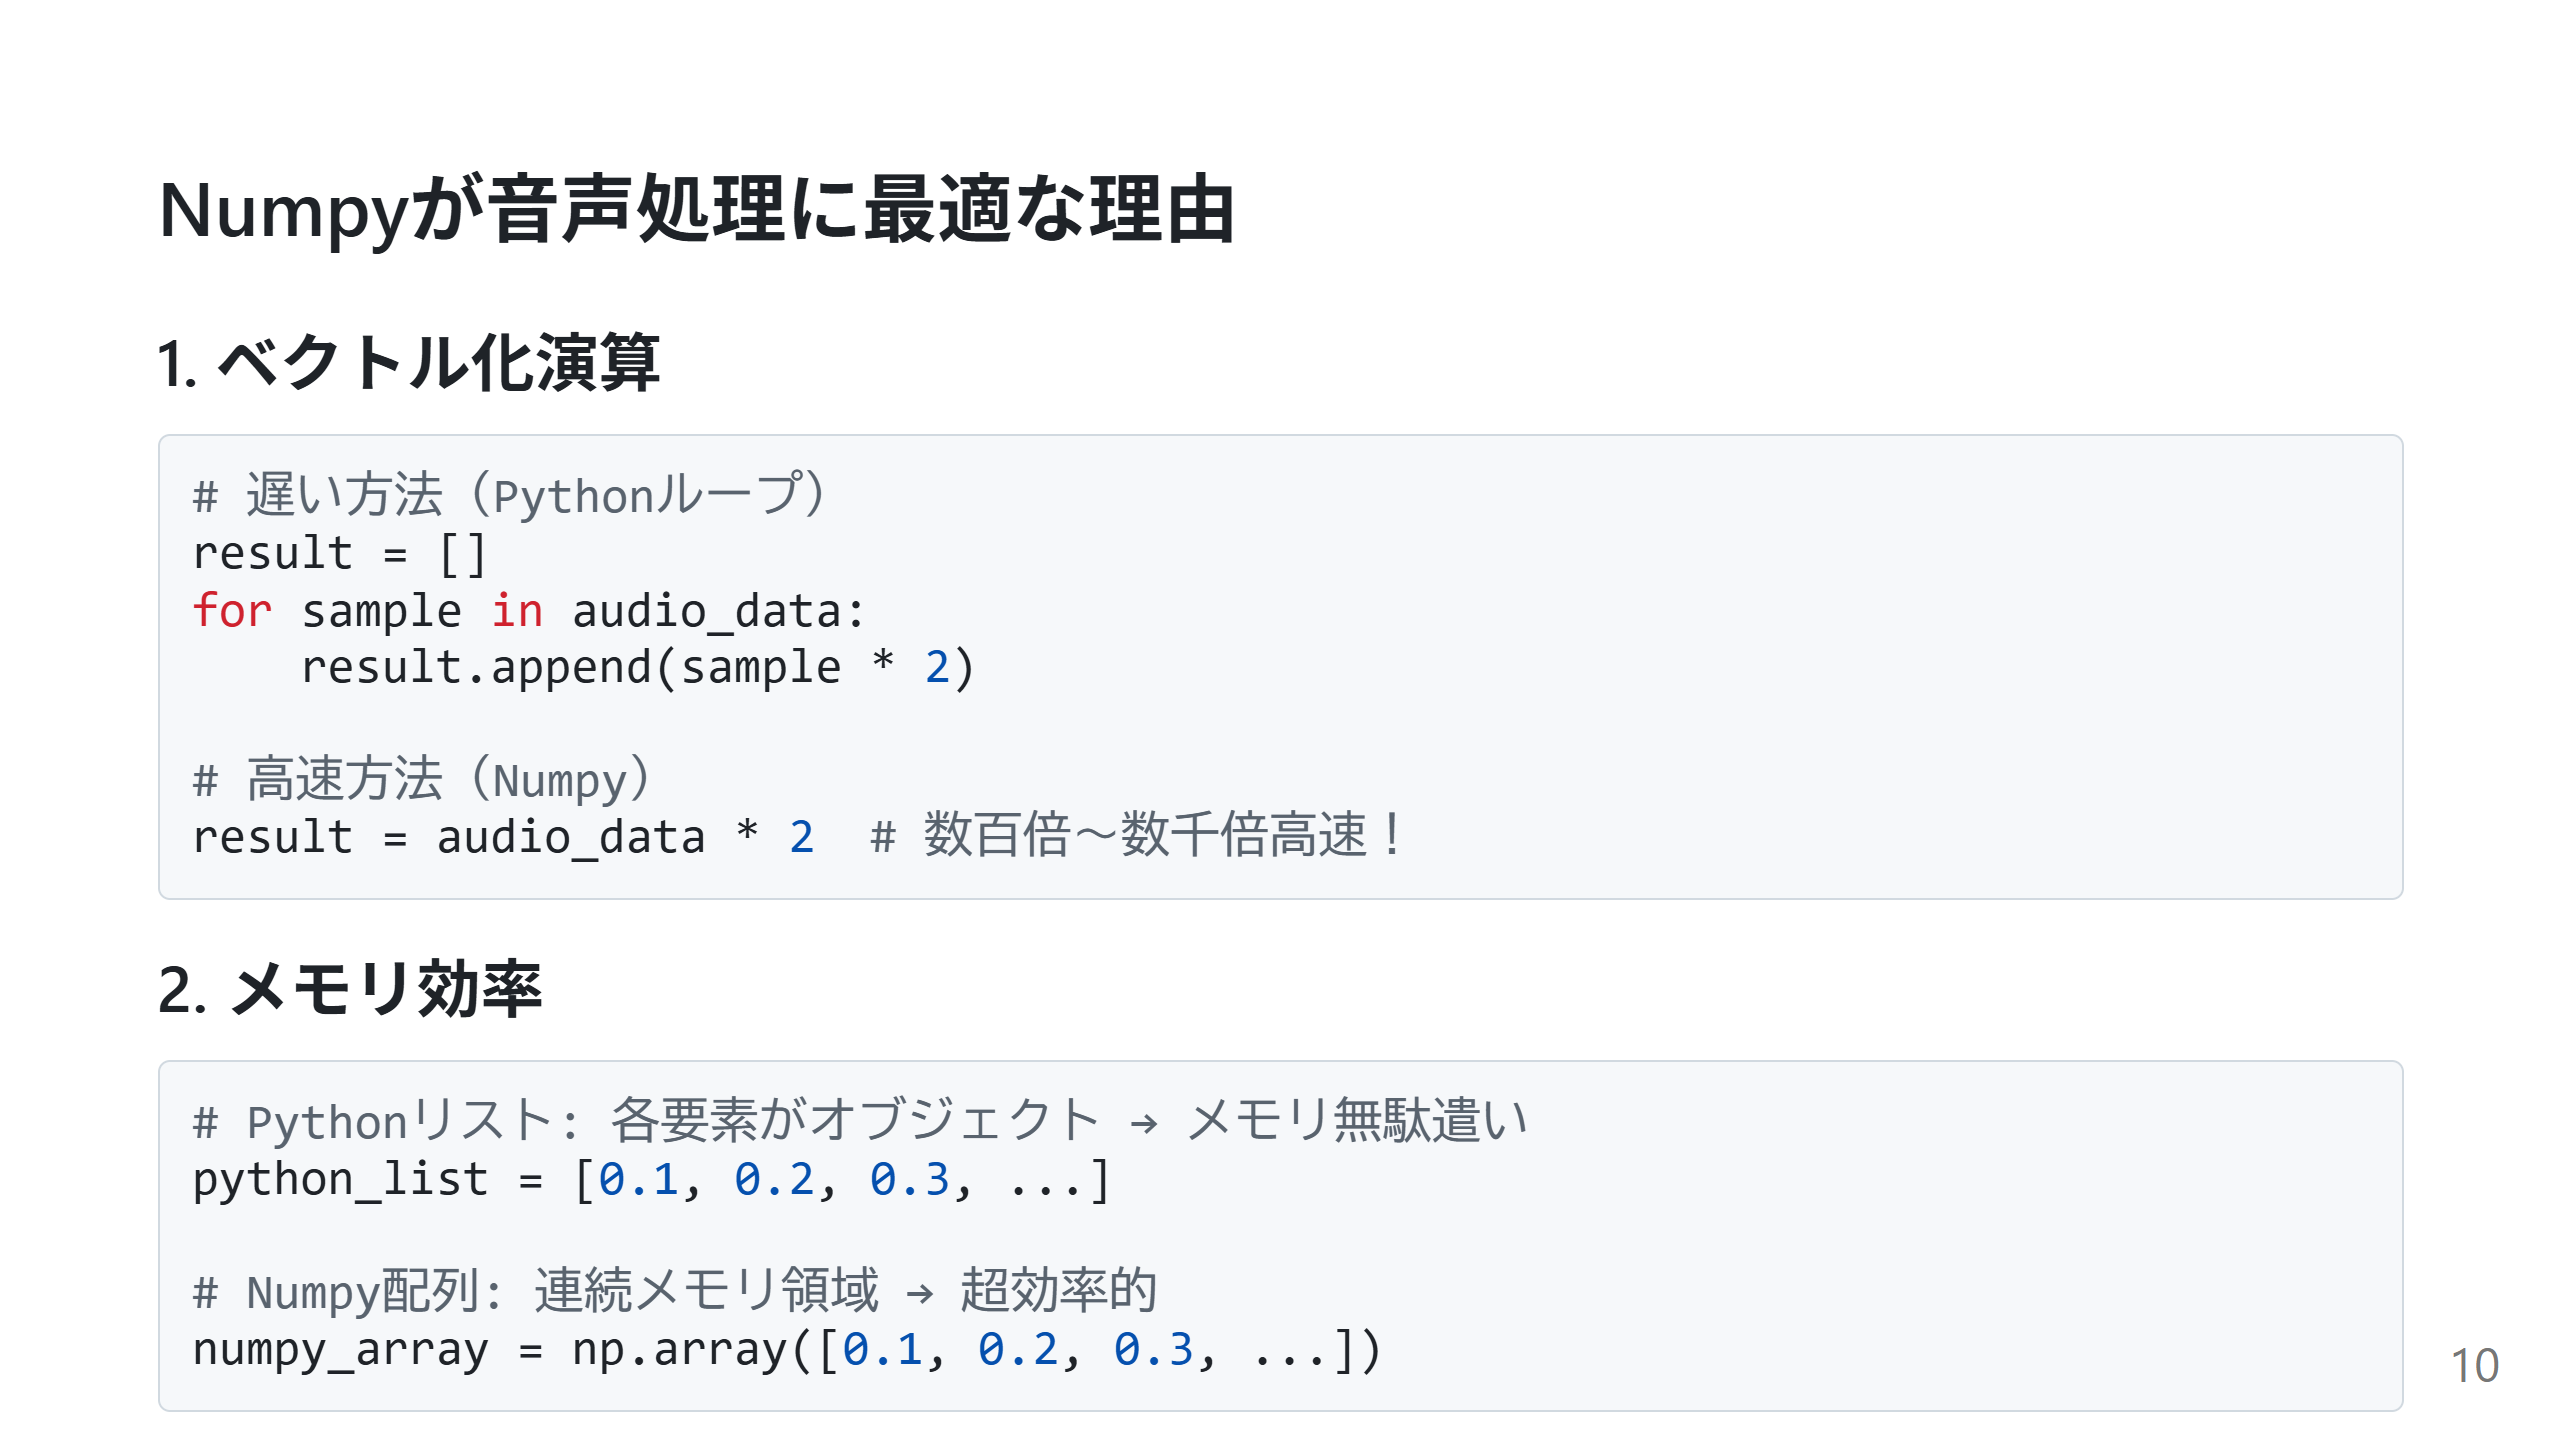 Numpyが音声処理に最適な理由
1. ベクトル化演算
# 遅い方法（Pythonループ）
result = []
for sample in audio_data:
    result.append(sample * 2)
# 高速方法（Numpy）
result = audio_data * 2  # 数百倍〜数千倍高速！
2. メモリ効率
# Pythonリスト: 各要素がオブジェクト → メモリ無駄遣い
python_list = [0.1, 0.2, 0.3, ...]
# Numpy配列: 連続メモリ領域 → 超効率的
numpy_array = np.array([0.1, 0.2, 0.3, ...])
10